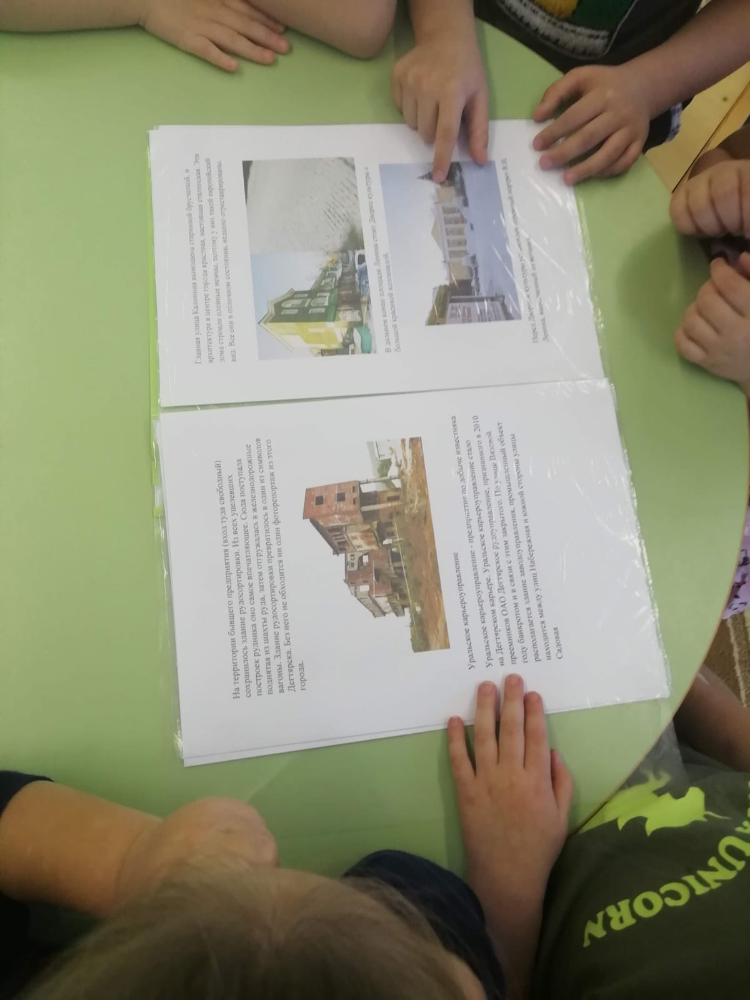 На территории бывшего предприятия (вход туда свободный)
сохранилось здание рудосортировки. Из всех уцелевших
построек рудника оно самое впечатляющее. Сюда поступала
поднятая из шахты руда, затем отгружалась в железнодорожные
вагоны. Здание рудосортировки превратилось в один из символов
Дегтярска. Без него не обходится ни один фоторепортаж из этого
города.
Уральское карьероуправление
Уральское карьероуправление - предприятие по добыче известняка
на Дегтярском карьере. Уральское карьероуправление стало
преемников ОАО Дегтярское рудоуправление, признанного в 2010
году банкротом и в связи с этим закрытого. По улице Вязовой
располагается здание заводоуправления, промышленный объект
находится между улиц Набережная и южной стороны улицы
Садовая
Главная улица Калинина вымощена старинной брусчаткой, и
архитектура в центре города красивая, настоящая сталинская. Эти
дома строили пленные немцы, поэтому у них такой европейский
вид. Все они в отличном состоянии, недавно отреставрированы.
В дальнем конце площади Ленина стоит Дворец культуры с
большой красивой колоннадой.
Перед Дворцом культуры портрет В.И.
Ленина,
UNICORN